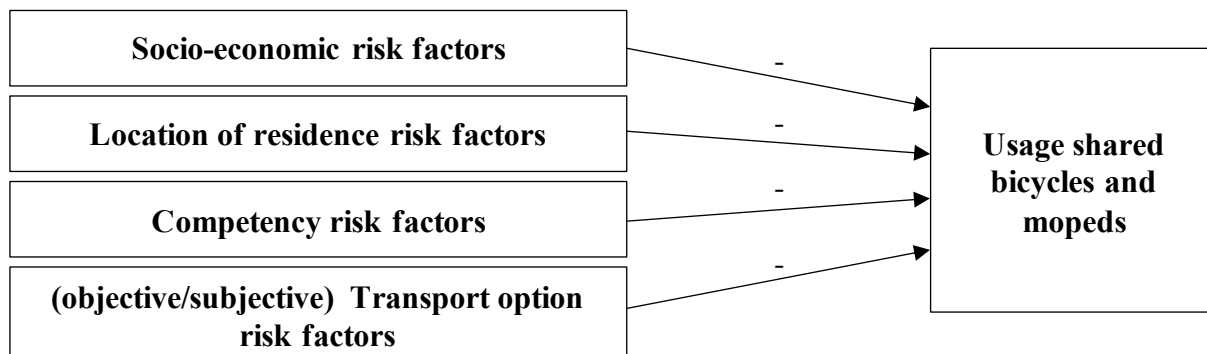 Socio-economic risk factors
-
Location of residence risk factors
-
Competency risk factors
-
(objective/subjective) Transport option
risk factors
-
Usage shared
bicycles and
mopeds